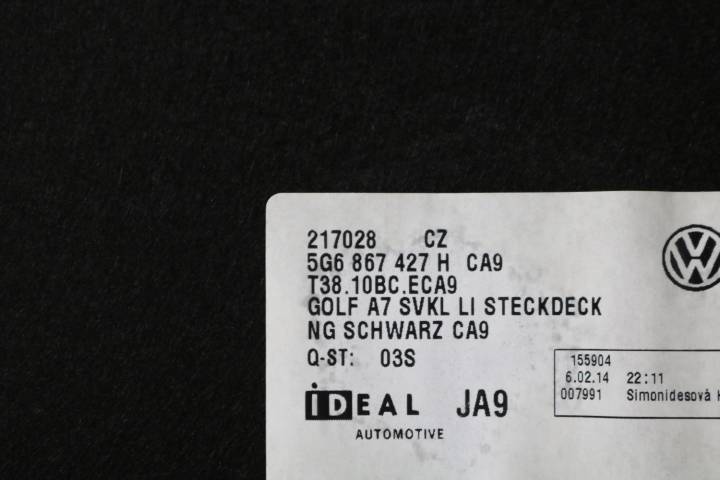 217028 CZ
5G6 867 427 H CA9
T38.10BC.ECA9
GOLF A7 SVKL LI STECKDECK
NG SCHWARZ CA9
Q-ST: 03S
155904
6.02.14 22:11
007991 Simonidesová
IDEAL JA9
AUTOMOTIVE
VW